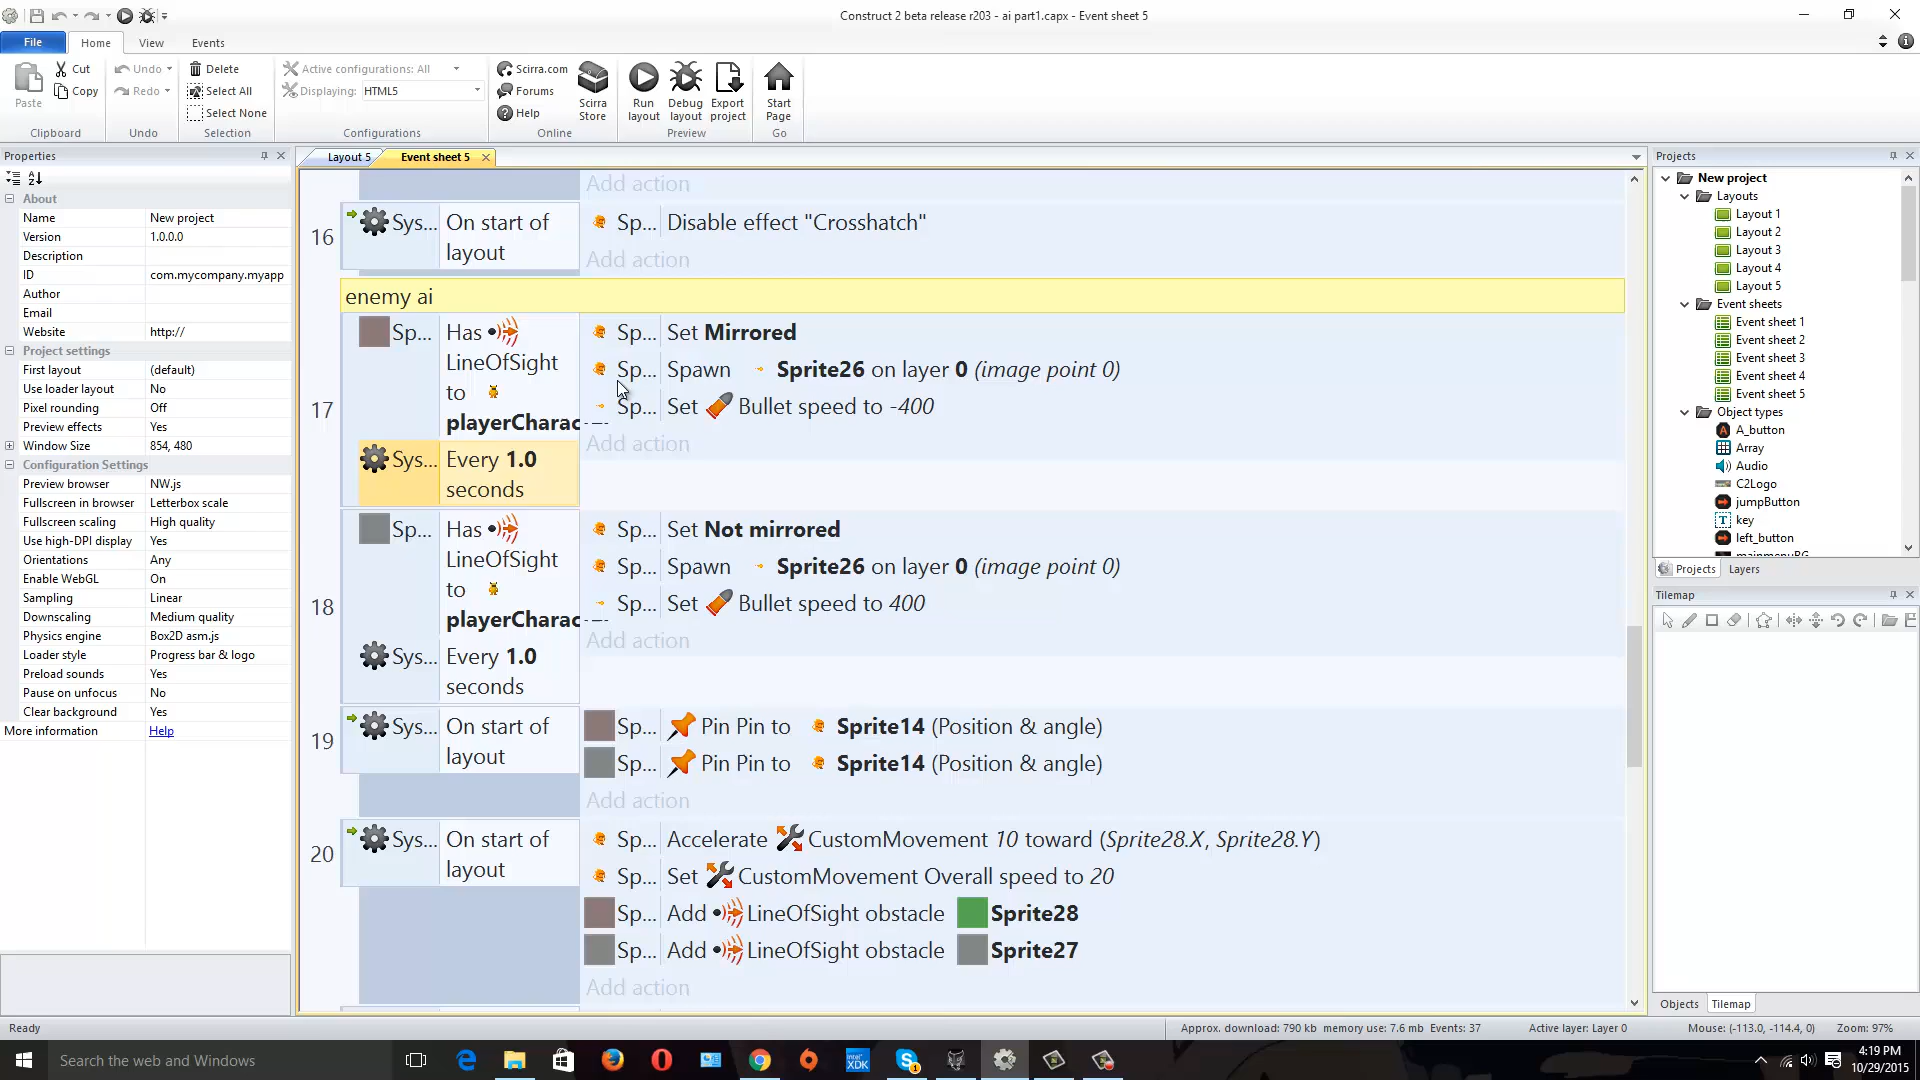 Construct 2 beta release r203 - ai part1.capx - Event sheet 5
File Home View Events
Paste Cut Copy Clipboard
Undo Redo Undo
Delete Select All Select None Selection
Active configurations: All
Displaying: HTML5
Configurations
Scirra.com Forums Help Scirra Store Online
Run layout Debug layout Export project Preview
Start Page Go
Properties
About
Name New project
Version 1.0.0.0
Description
ID com.mycompany.myapp
Author
Email
Website http://
Project settings
First layout (default)
Use loader layout No
Pixel rounding Off
Preview effects Yes
Window Size 854, 480
Configuration Settings
Preview browser NW.js
Fullscreen in browser Letterbox scale
Fullscreen scaling High quality
Use high-DPI display Yes
Orientations Any
Enable WebGL On
Sampling Linear
Downscaling Medium quality
Physics engine Box2D asm.js
Loader style Progress bar & logo
Preload sounds Yes
Pause on unfocus No
Clear background Yes
More information Help
Layout 5 Event sheet 5
Add action
16 Sys... On start of layout Sp... Disable effect "Crosshatch"
Add action
enemy ai
17 Sp... Has LineOfSight to playerCharac
Sys... Every 1.0 seconds
Sp... Set Mirrored
Sp... Spawn Sprite26 on layer 0 (image point 0)
Sp... Set Bullet speed to -400
Add action
18 Sp... Has LineOfSight to playerCharac
Sys... Every 1.0 seconds
Sp... Set Not mirrored
Sp... Spawn Sprite26 on layer 0 (image point 0)
Sp... Set Bullet speed to 400
Add action
19 Sys... On start of layout
Sp... Pin Pin to Sprite14 (Position & angle)
Sp... Pin Pin to Sprite14 (Position & angle)
Add action
20 Sys... On start of layout
Sp... Accelerate CustomMovement 10 toward (Sprite28.X, Sprite28.Y)
Sp... Set CustomMovement Overall speed to 20
Sp... Add LineOfSight obstacle Sprite28
Sp... Add LineOfSight obstacle Sprite27
Add action
Projects
New project
Layouts
Layout 1
Layout 2
Layout 3
Layout 4
Layout 5
Event sheets
Event sheet 1
Event sheet 2
Event sheet 3
Event sheet 4
Event sheet 5
Object types
A_button
Array
Audio
C2Logo
jumpButton
key
left_button
mainmenuBG
Projects Layers
Tilemap
Objects Tilemap
Ready
Approx. download: 790 kb memory use: 7.6 mb Events: 37 Active layer: Layer 0 Mouse: (-113.0, -114.4, 0) Zoom: 97%
Search the web and Windows
4:19 PM
10/29/2015